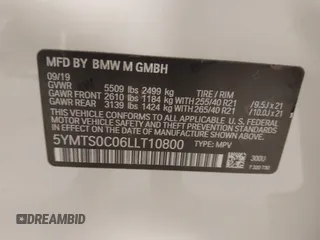 MFD BY BMW M GMBH
09/19
GVWR 5509 lbs 2499 kg TIRE / RIM
GAWR FRONT 2610 lbs 1184 kg W/ 255/40 R21 / 9.5J x 21
GAWR REAR 3139 lbs 1424 kg W/ 265/40 R21 / 10.0J x 21
THIS VEHICLE CONFORMS TO ALL APPLICABLE
U.S. FEDERAL MOTOR VEHICLE SAFETY, BUMPER, AND
THEFT PREVENTION STANDARDS IN EFFECT ON THE
DATE OF MANUFACTURE SHOWN ABOVE.
5YMTS0C06LLT10800 TYPE: MPV
300U
DREAMBID